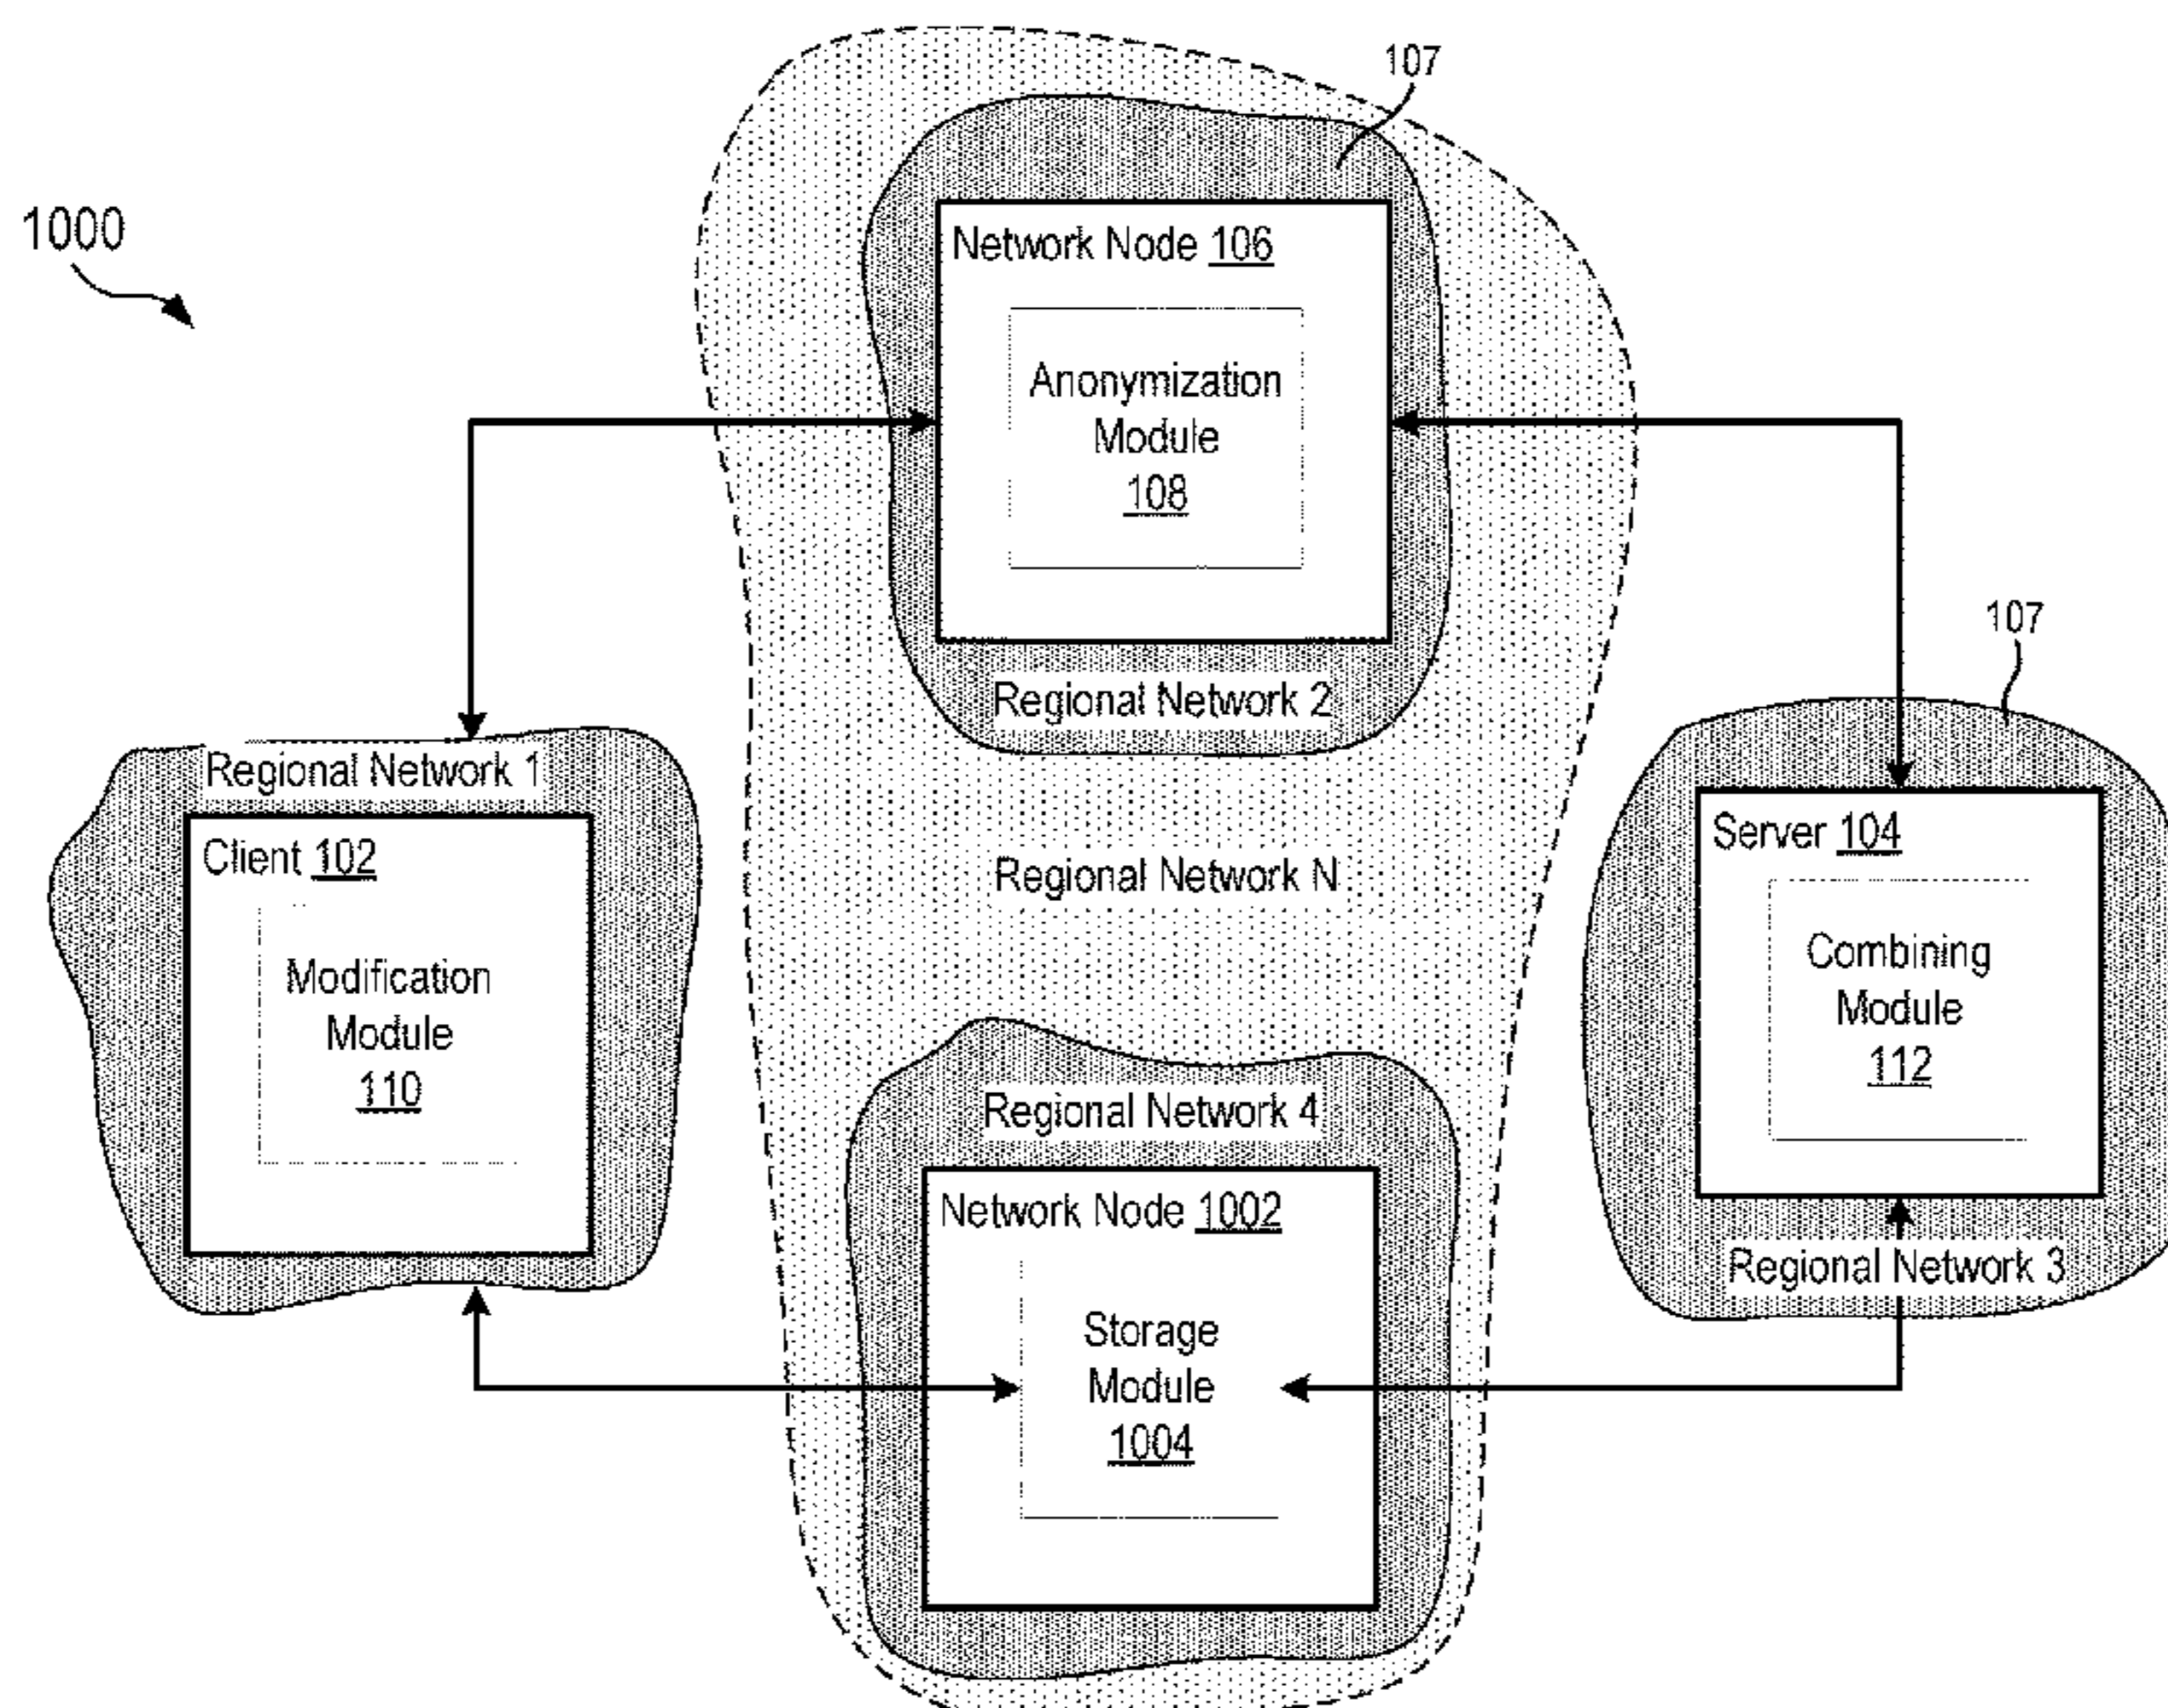 107
1000
Network Node 106
Anonymization
Module
108
Regional Network 2
107
Regional Network 1
Client 102
Modification
Module
110
Regional Network N
Server 104
Combining
Module
112
Regional Network 3
Regional Network 4
Network Node 1002
Storage
Module
1004